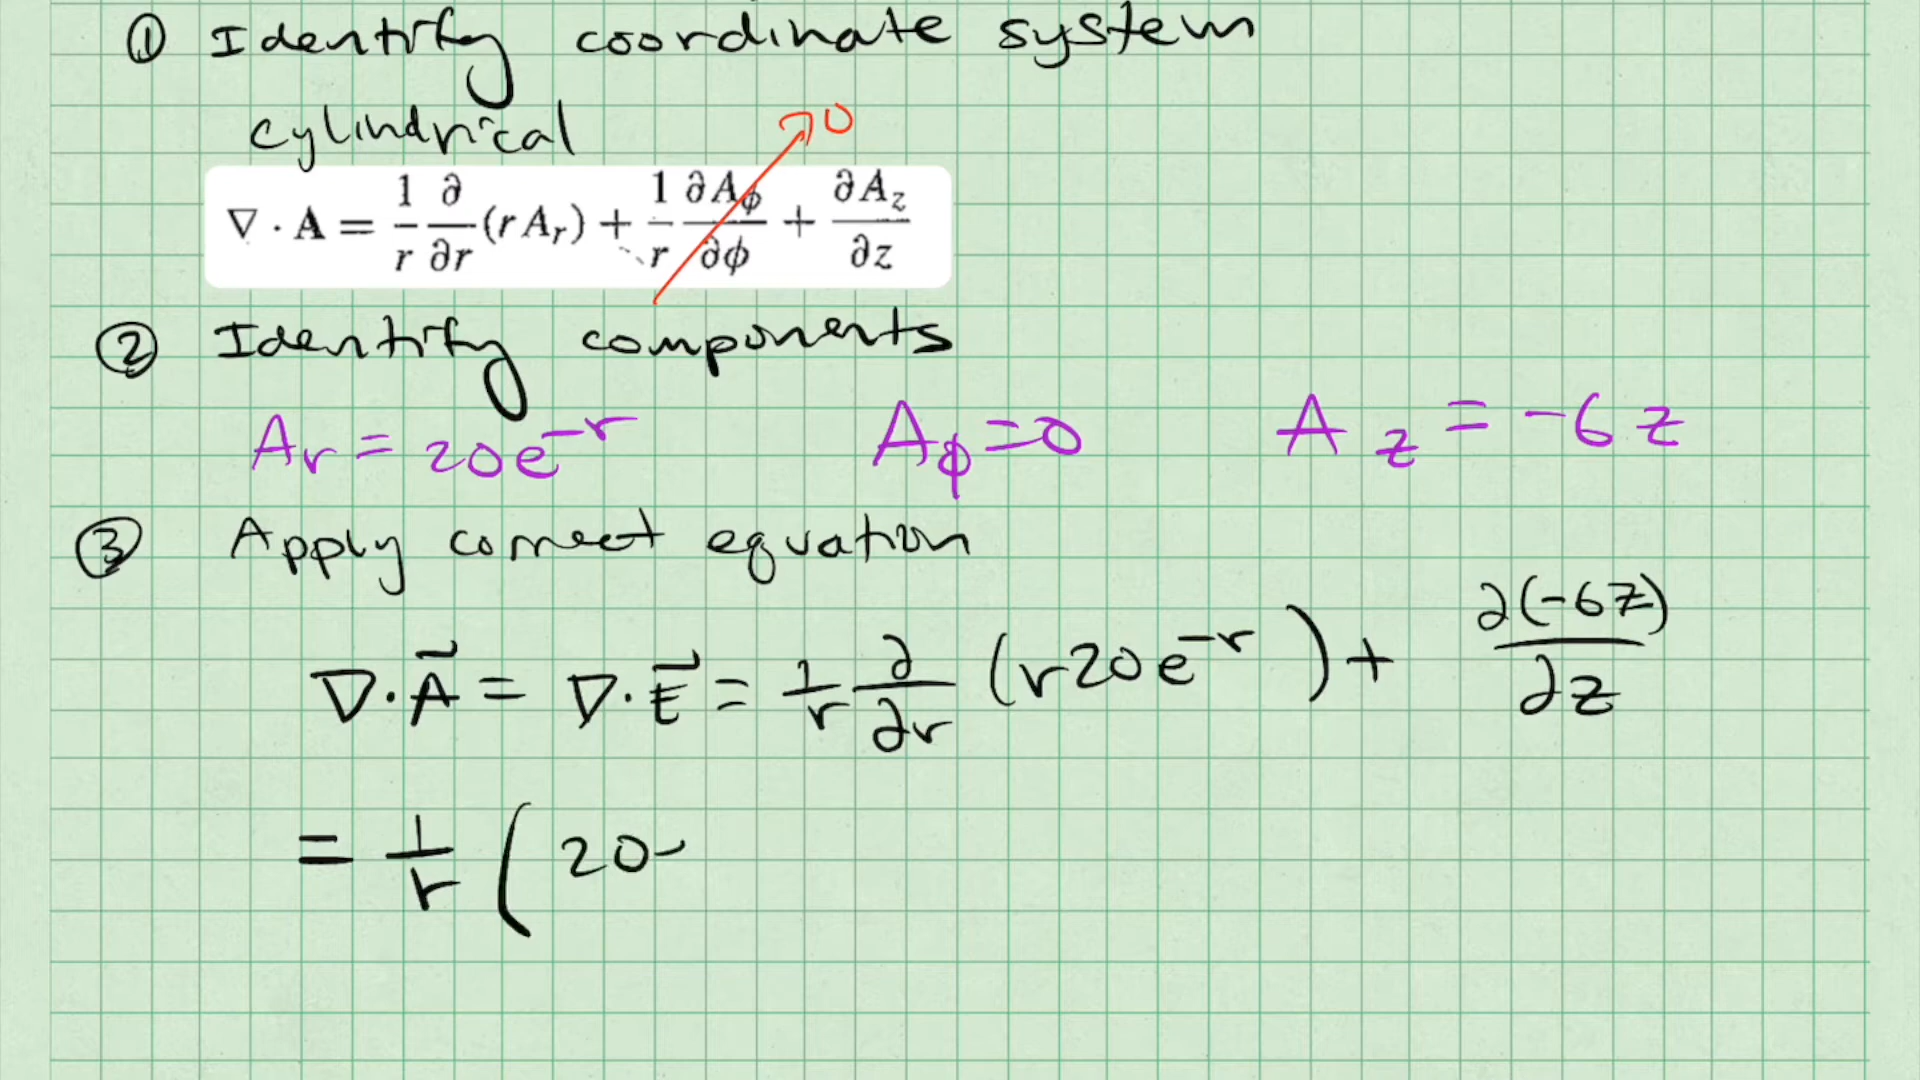 ① Identify coordinate system
cylindrical
0
∇ · A = 1/r ∂/∂r (r A_r) + 1/r ∂A_ϕ/∂ϕ + ∂A_z/∂z
② Identify components
A_r = 20e^-r A_ϕ=0 A_z = -6z
③ Apply correct equation
∇·A⃗ = ∇·E⃗ = 1/r ∂/∂r (r20e^-r) + ∂(-6z)/∂z
= 1/r ( 20-